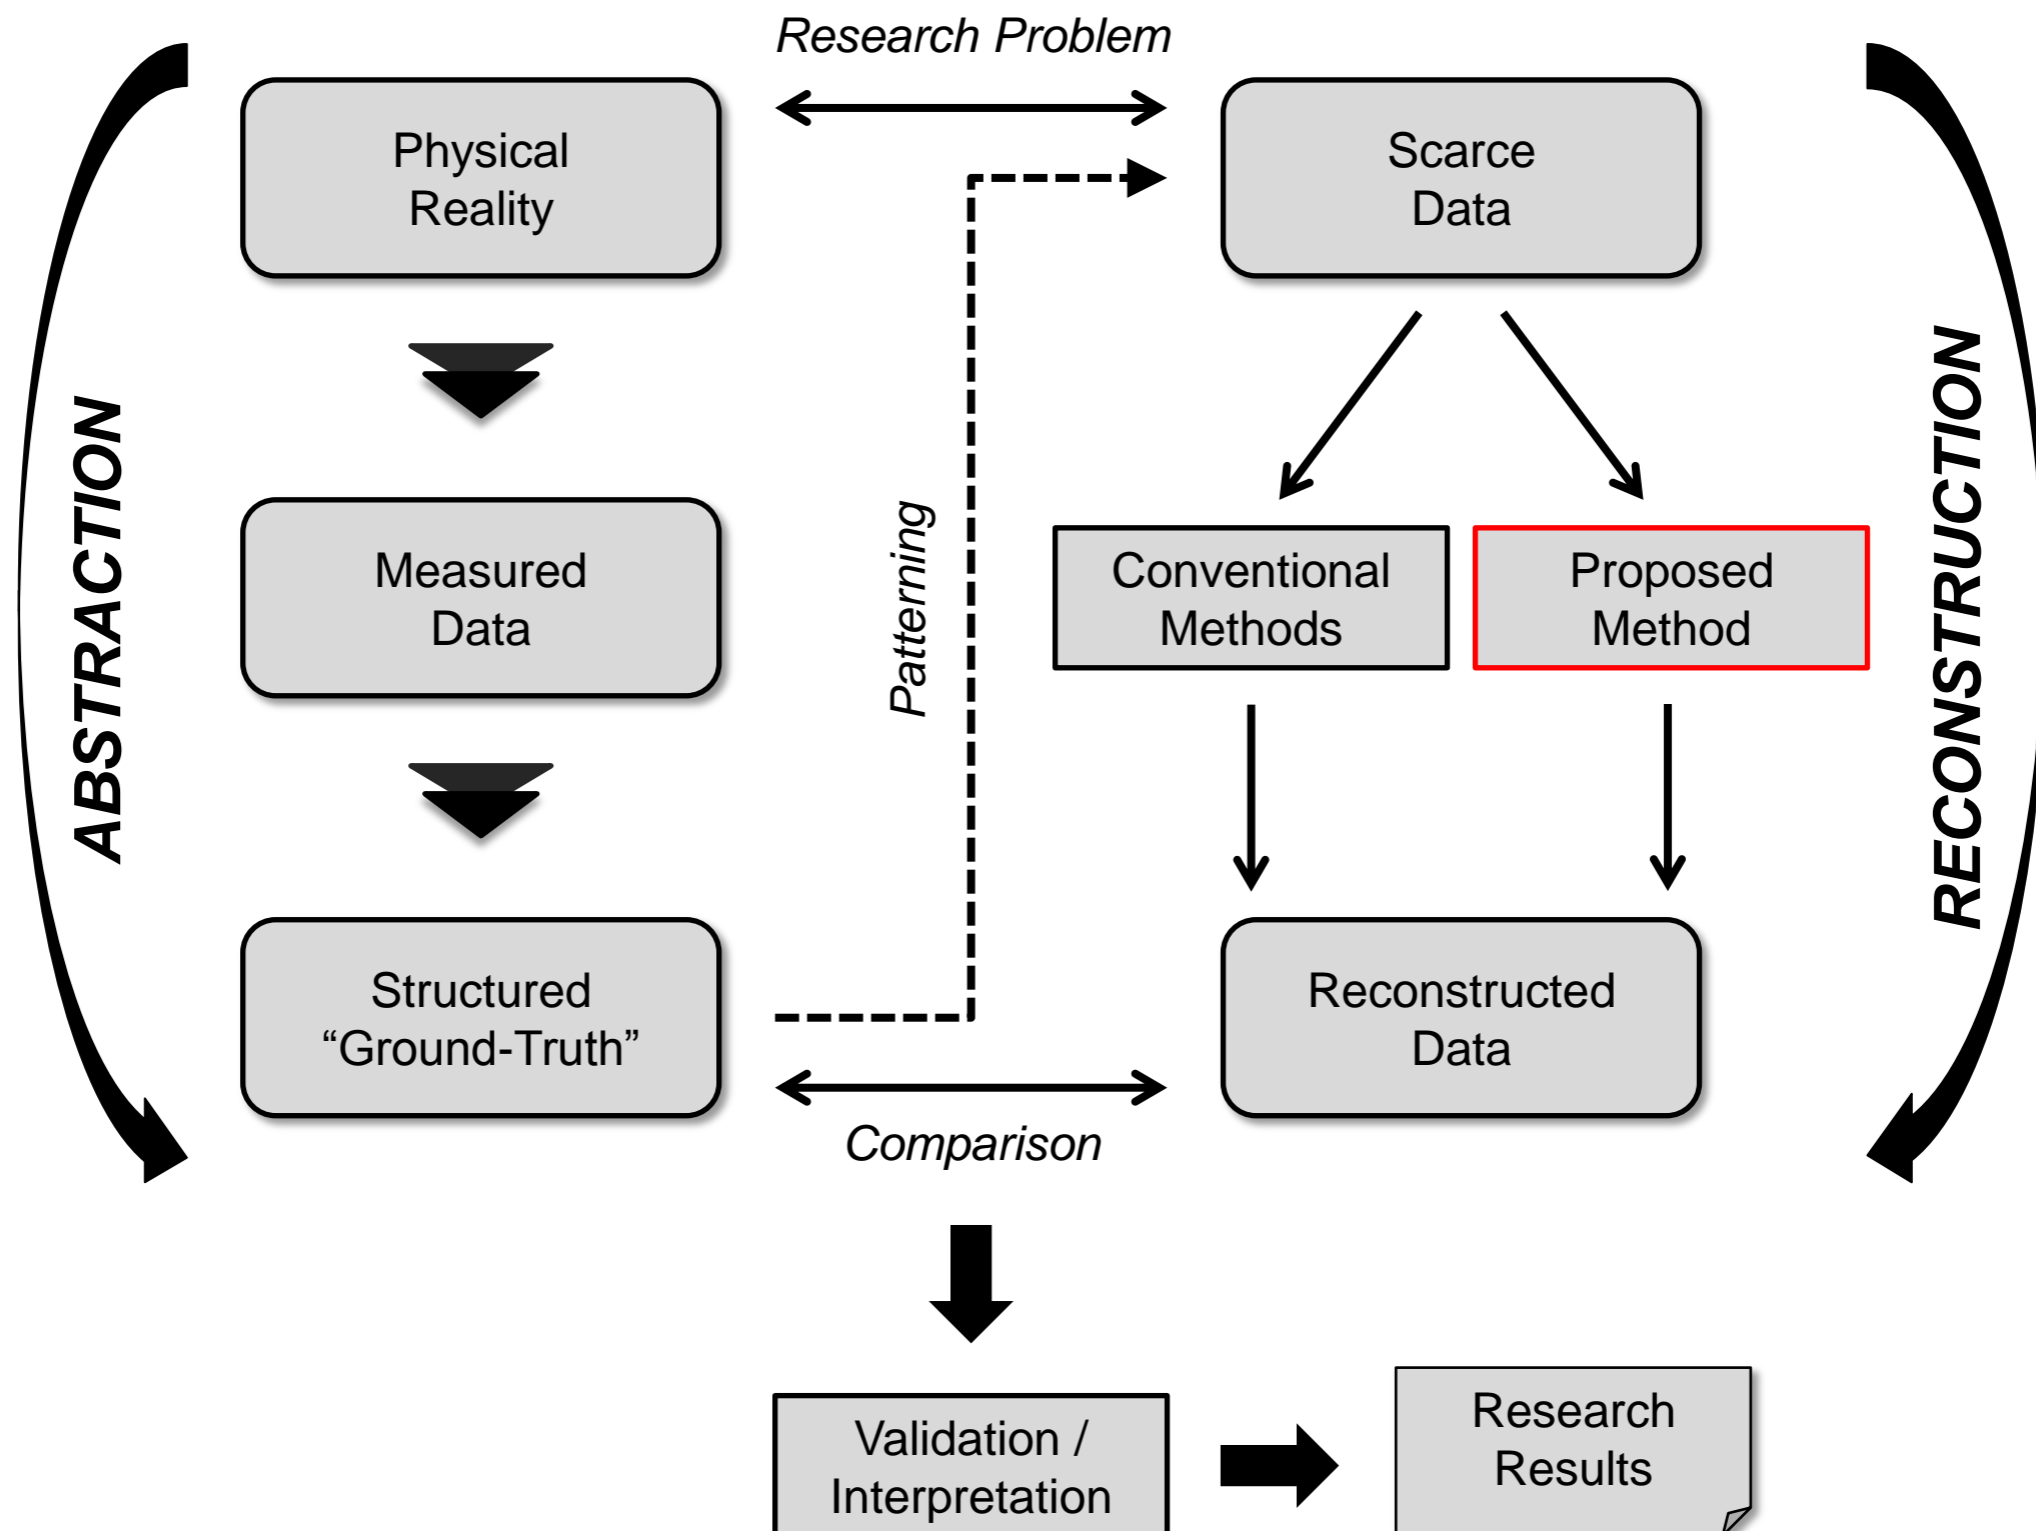 Research Problem
Physical
Reality
Scarce
Data
ABSTRACTION
Patterning
RECONSTRUCTION
Measured
Data
Conventional
Methods
Proposed
Method
Structured
“Ground-Truth”
Reconstructed
Data
Comparison
Validation /
Interpretation
Research
Results